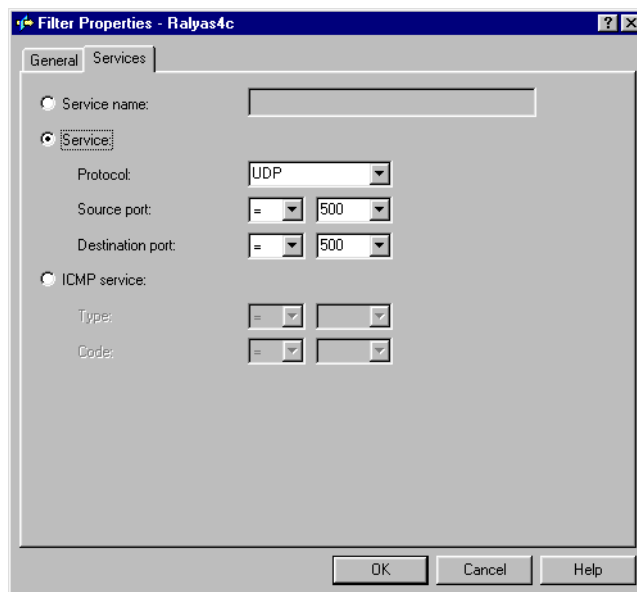 Filter Properties - Ralyas4c
General Services
Service name:
Service:
Protocol: UDP
Source port: = 500
Destination port: = 500
ICMP service:
Type: =
Code: =
OK Cancel Help